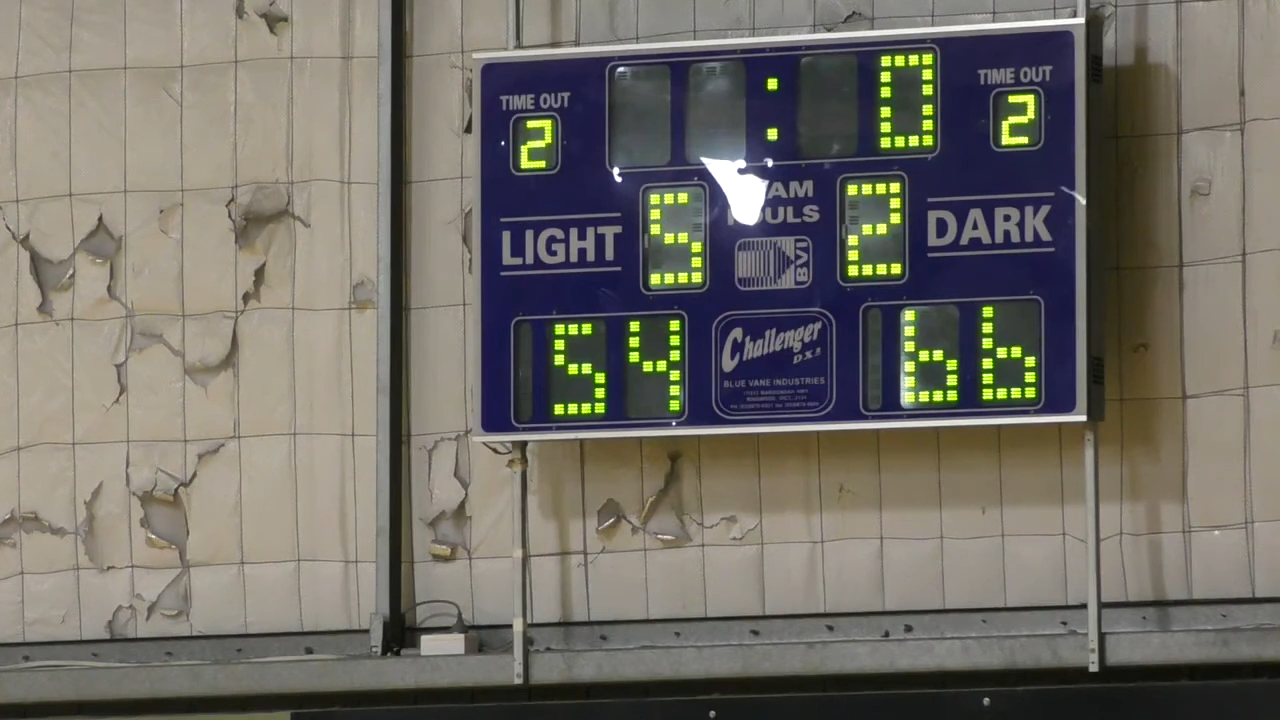 TIME OUT
2
: 0
TIME OUT
2
LIGHT
5
FOULS
2
DARK
BVI
54
Challenger
DX3
BLUE VANE INDUSTRIES
66